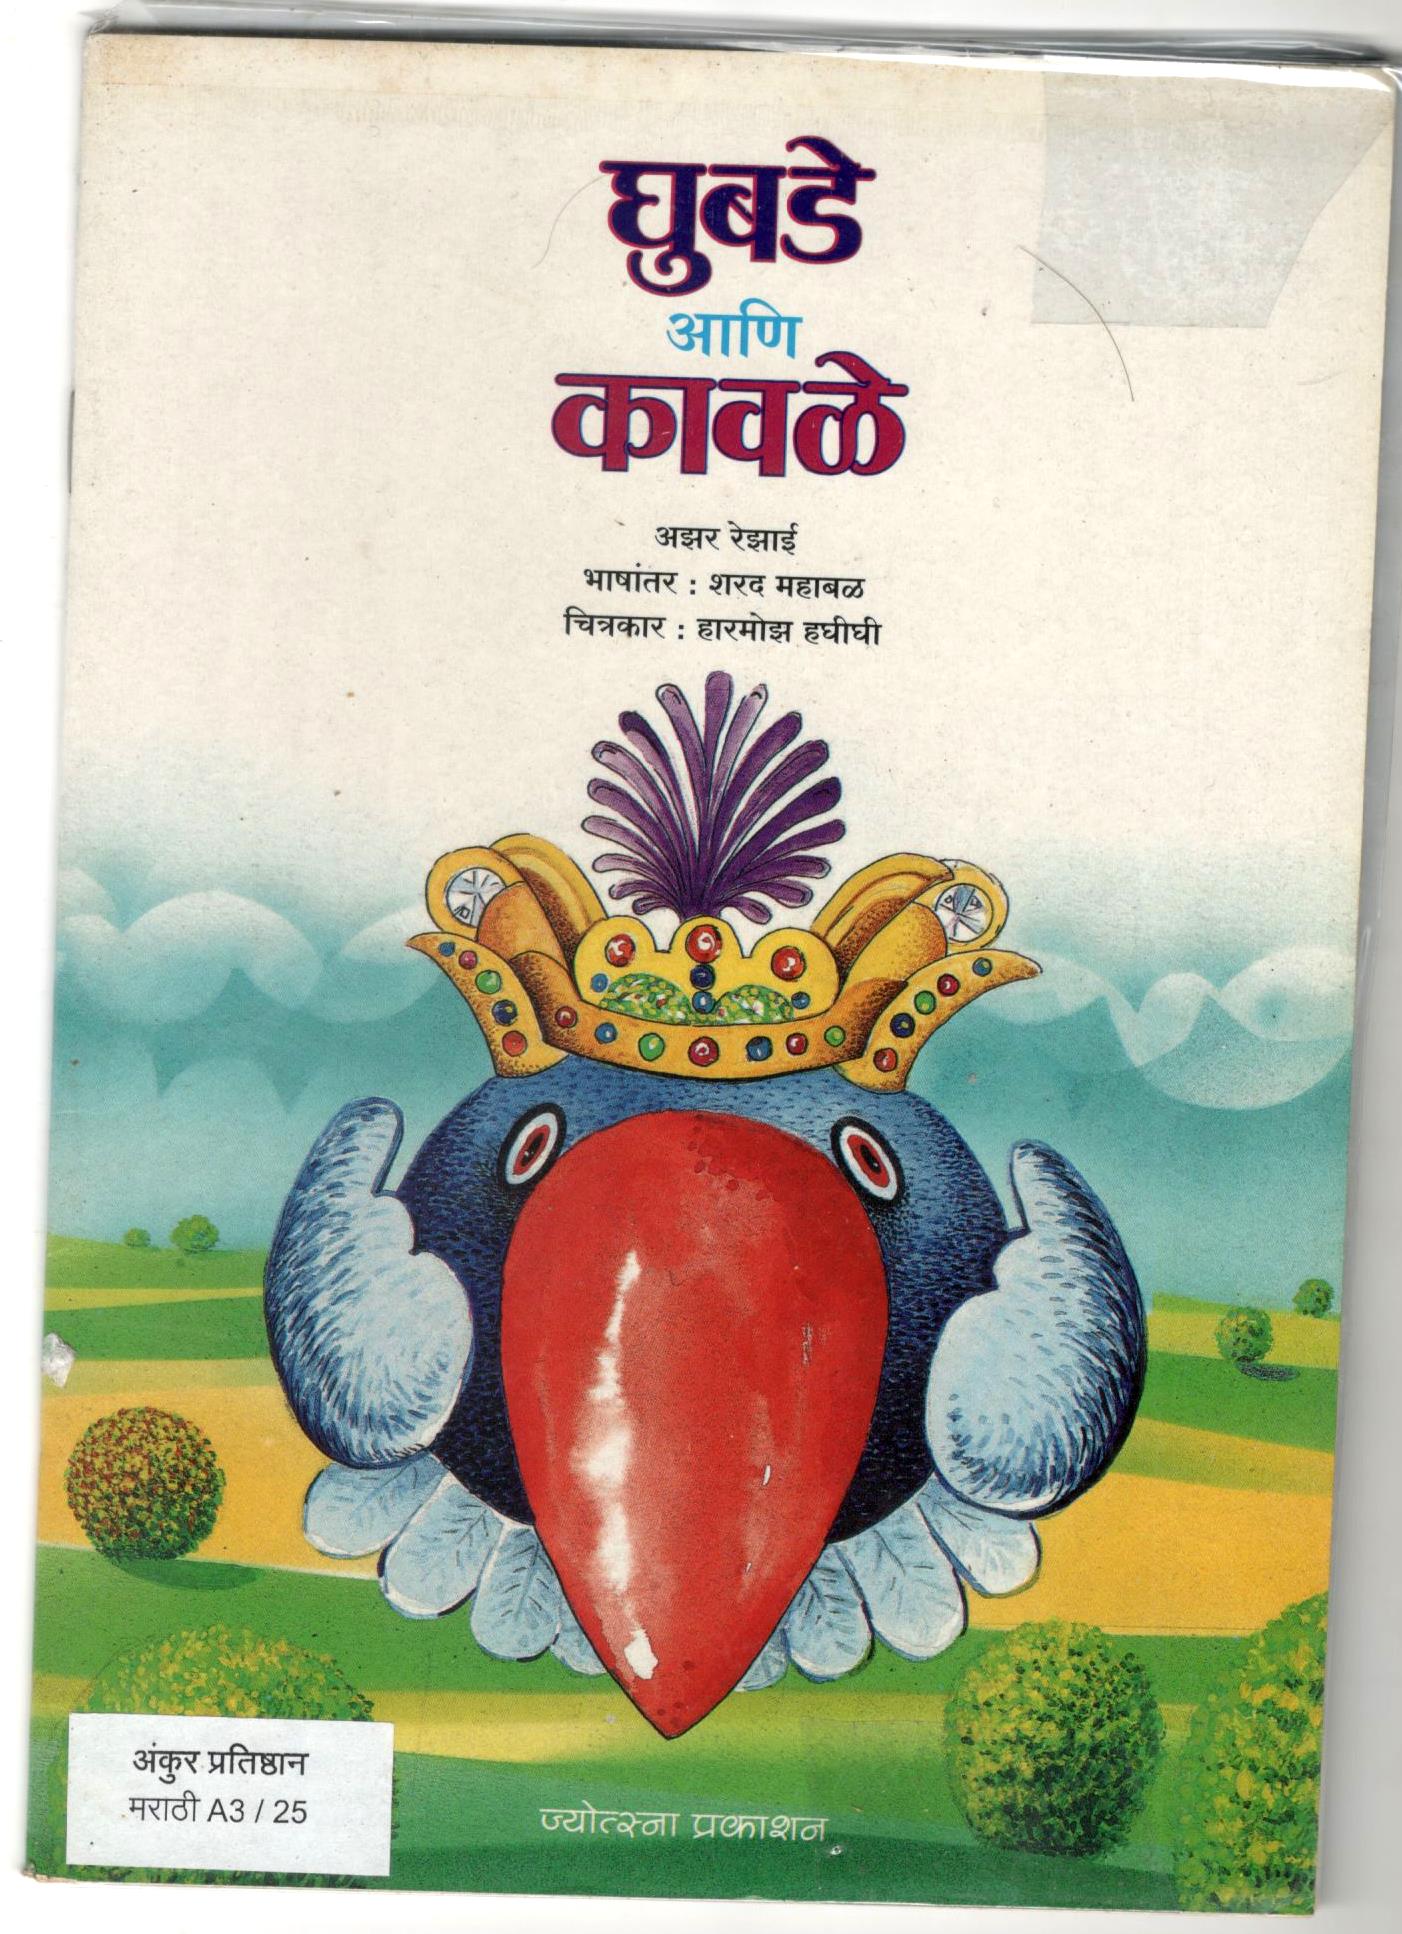 घुबडे
आणि
कावळे
अझर रेझाई
भाषांतर : शरद महाबळ
चित्रकार : हारमोझ हघीघी
अंकुर प्रतिष्ठान
मराठी A3 / 25
ज्योत्स्ना प्रकाशन